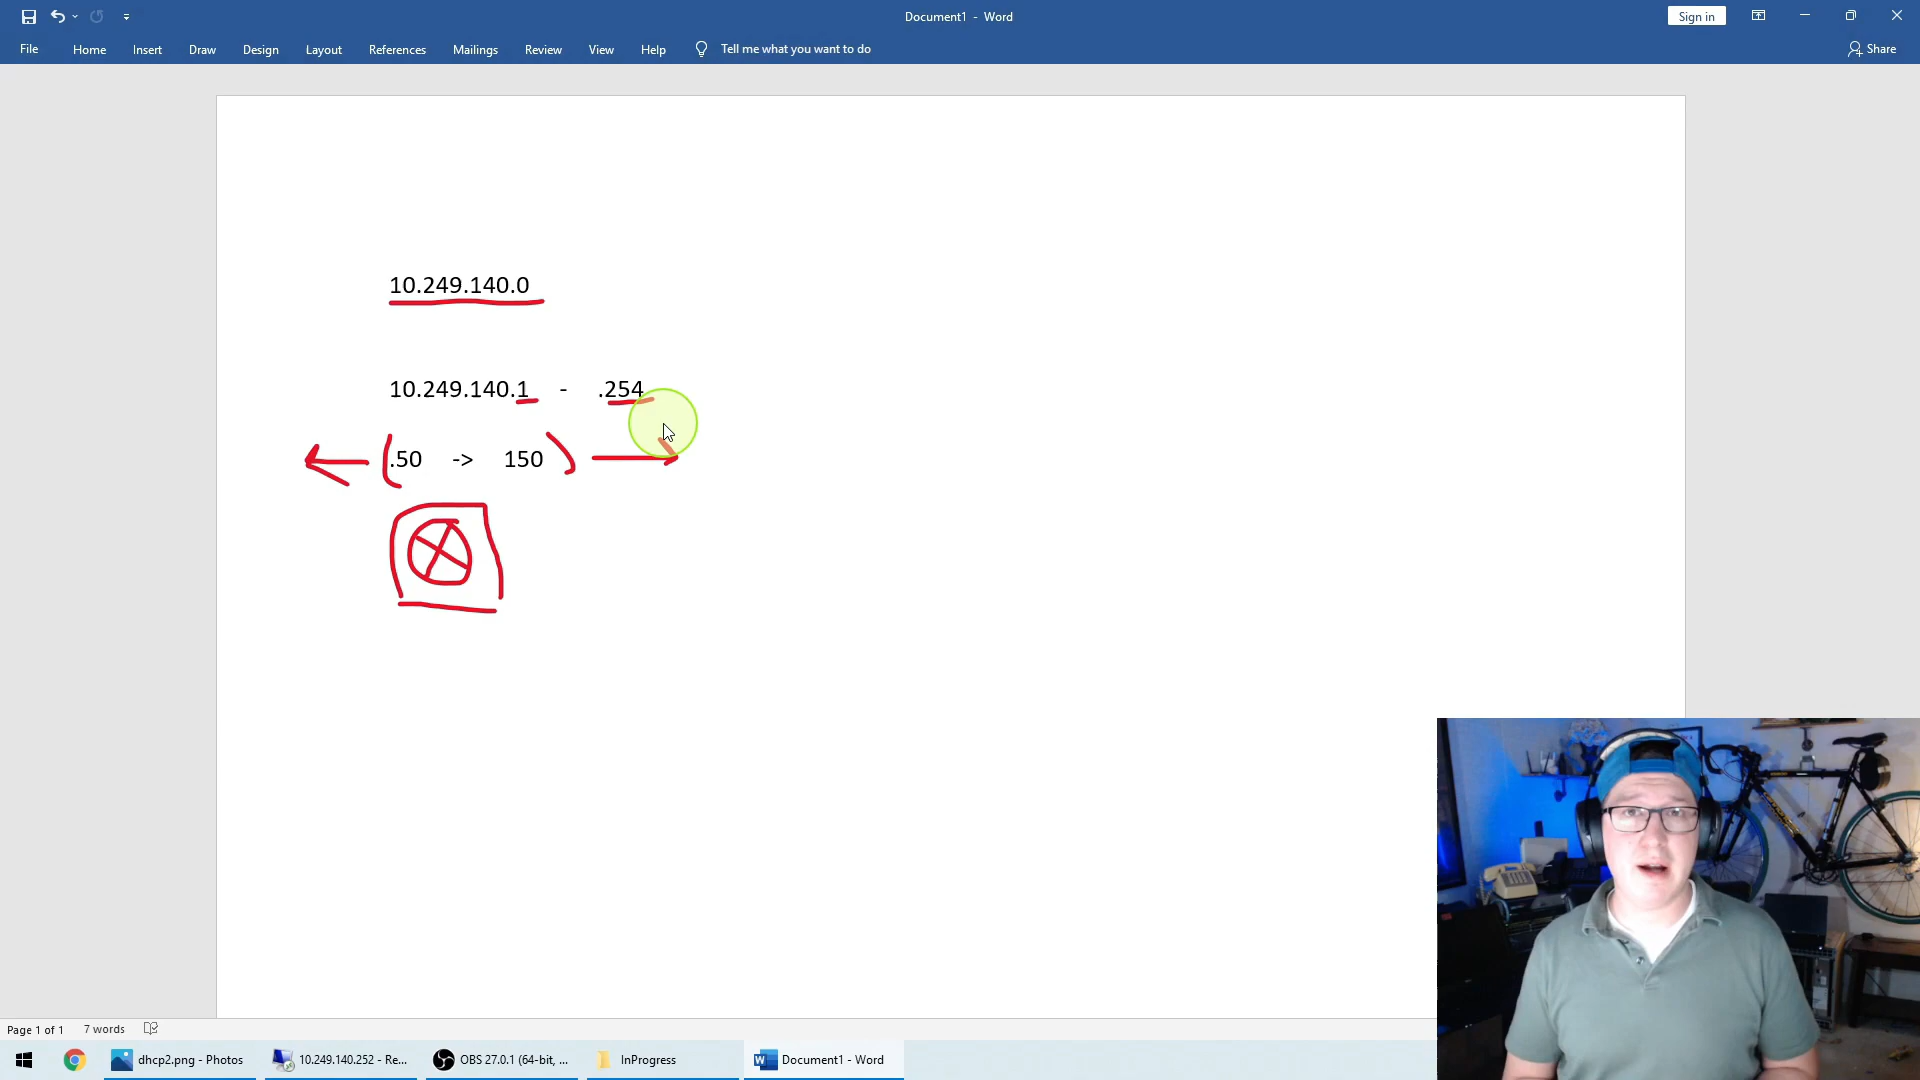 Document1 - Word
Sign in
File Home Insert Draw Design Layout References Mailings Review View Help Tell me what you want to do Share
10.249.140.0
10.249.140.1 - .254
.50 -> 150
Page 1 of 1 7 words
dhcp2.png - Photos 10.249.140.252 - Re... OBS 27.0.1 (64-bit, ... InProgress Document1 - Word